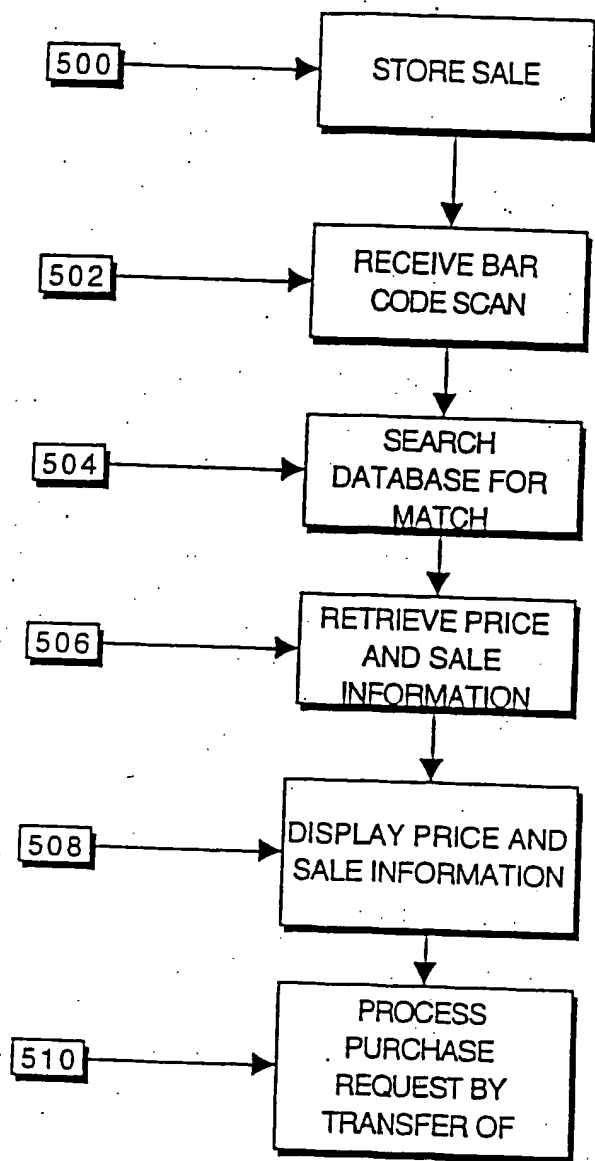 500
STORE SALE
502
RECEIVE BAR
CODE SCAN
504
SEARCH
DATABASE FOR
MATCH
506
RETRIEVE PRICE
AND SALE
INFORMATION
508
DISPLAY PRICE AND
SALE INFORMATION
510
PROCESS
PURCHASE
REQUEST BY
TRANSFER OF